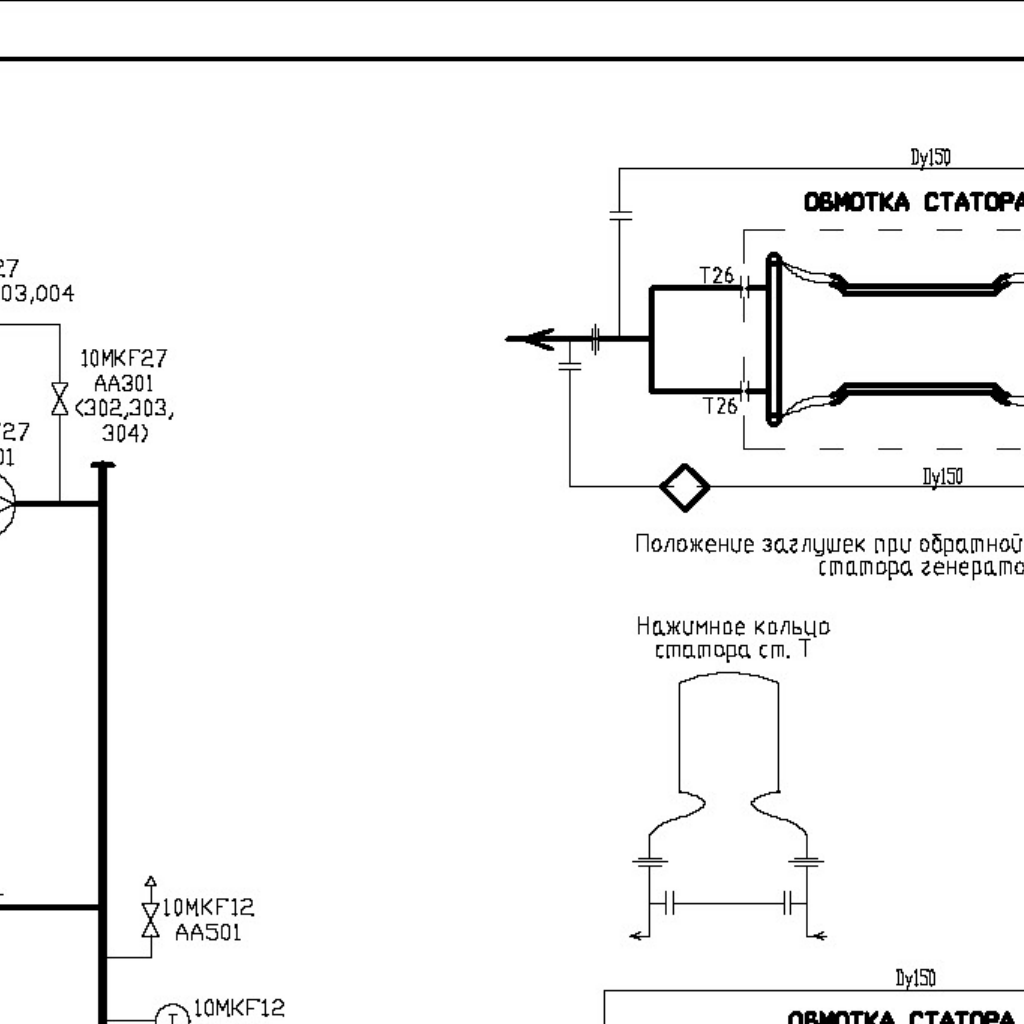 Dy150
ОБМОТКА СТАТОРА
T26
T26
Dy150
Положение заглушек при обратной
статора генерато
Нажимное кольцо
статора ст. Т
27
03,004
10MKF27
AA301
<302,303,
304>
27
01
10MKF12
AA501
10MKF12
T
Dy150
ОБМОТКА СТАТОРА